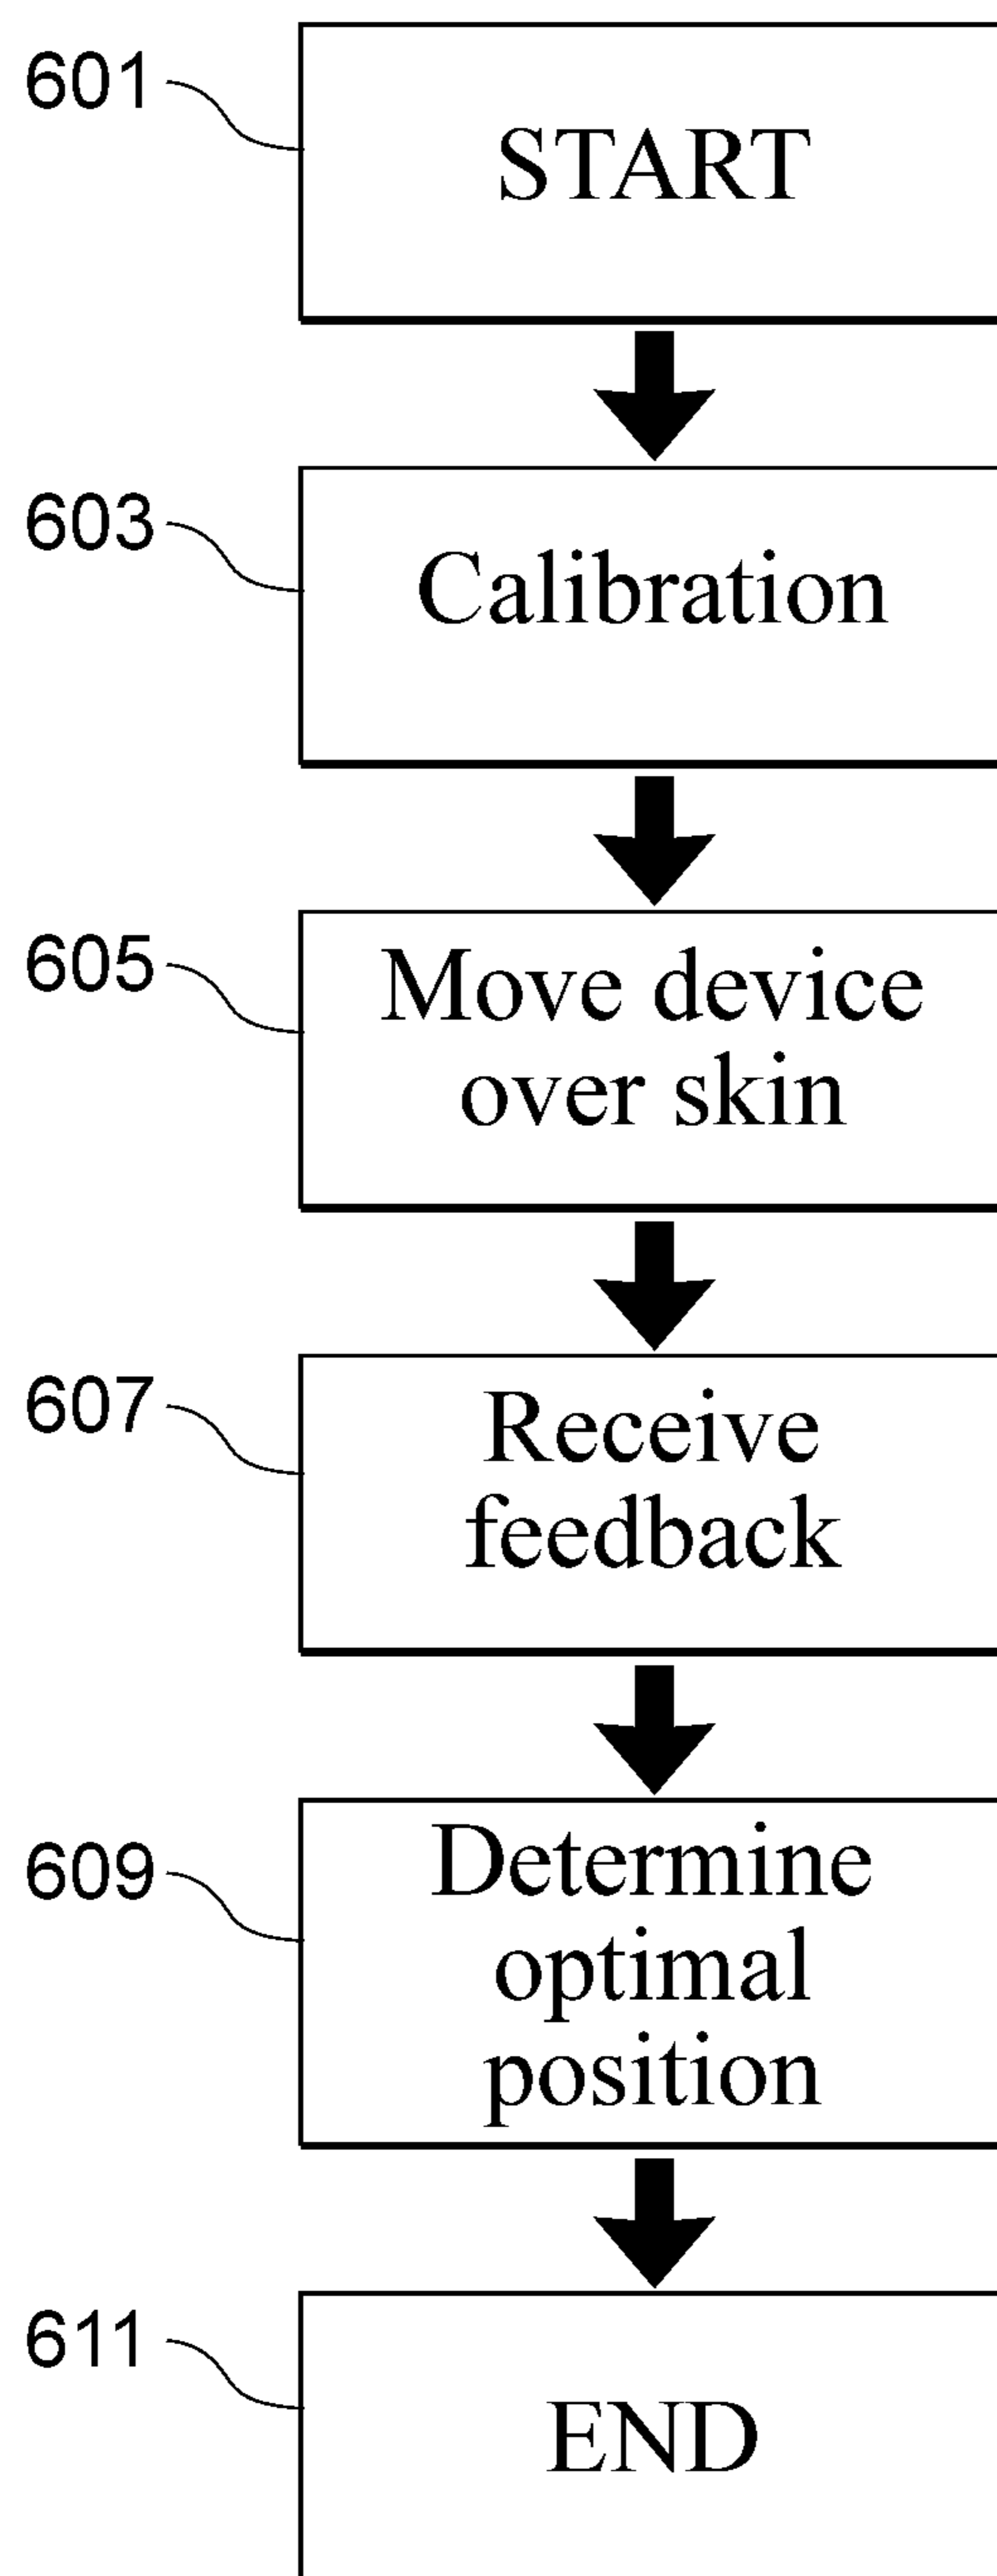 601
START
603
Calibration
605
Move device
over skin
607
Receive
feedback
609
Determine
optimal
position
611
END